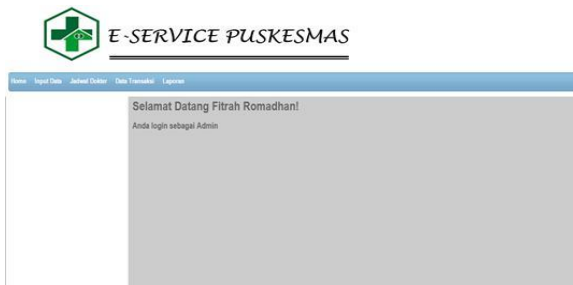 E-SERVICE PUSKESMAS
Home Input Data Jadwal Dokter Data Transaksi Laporan
Selamat Datang Fitrah Romadhan!
Anda login sebagai Admin